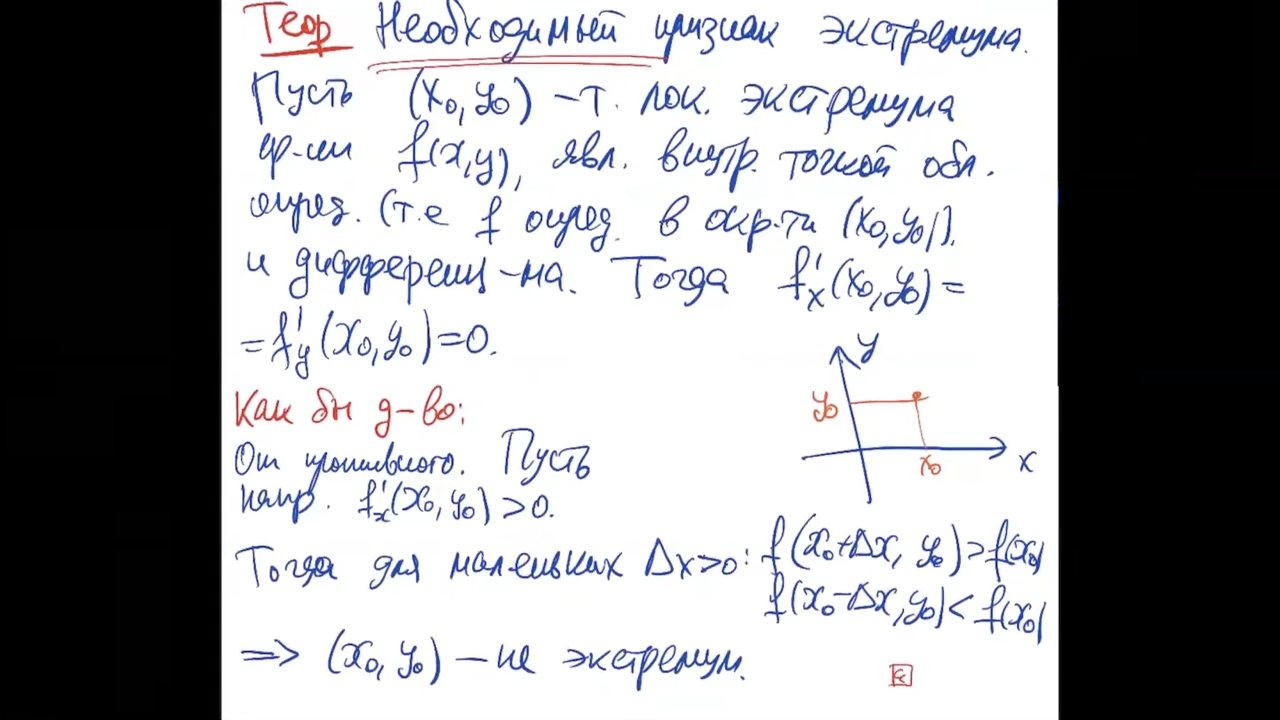 Теор Необходимый признак экстремума.
Пусть (x₀, y₀) – т. лок. экстремума
ф-ии f(x,y), явл. внутр. точкой обл.
опред. (т.е f опред. в окр-ти (x₀, y₀)).
и дифференц-ма. Тогда f'ₓ(x₀, y₀) =
= f'ᵧ(x₀, y₀) = 0.
y
y₀
x₀
x
Как бы д-во:
От противного. Пусть
напр. f'ₓ(x₀, y₀) > 0.
Тогда для маленьких Δx>0: f(x₀+Δx, y₀) > f(x₀)
f(x₀-Δx, y₀) < f(x₀)
⇒ (x₀, y₀) – не экстремум.